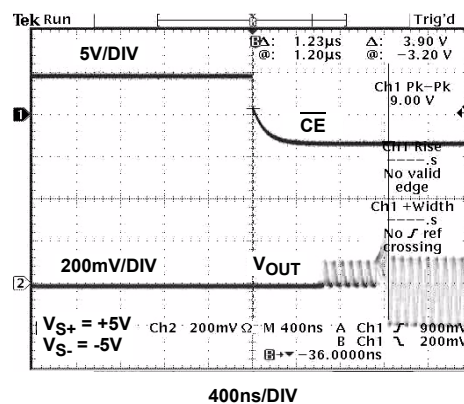 Tek Run Trig'd
B Δ: 1.23µs Δ: 3.90 V
@: 1.20µs @: −3.20 V
5V/DIV
Ch1 Pk−Pk
9.00 V
1
CE
Ch1 Rise
−−−−.s
No valid
edge
Ch1 +Width
−−−−.s
No ƒ ref
crossing
200mV/DIV
VOUT
2
VS+ = +5V
VS- = -5V
Ch2 200mV Ω M 400ns A Ch1 ƒ 900mV
B Ch1 ʅ 200mV
B→▾ −36.0000ns
400ns/DIV